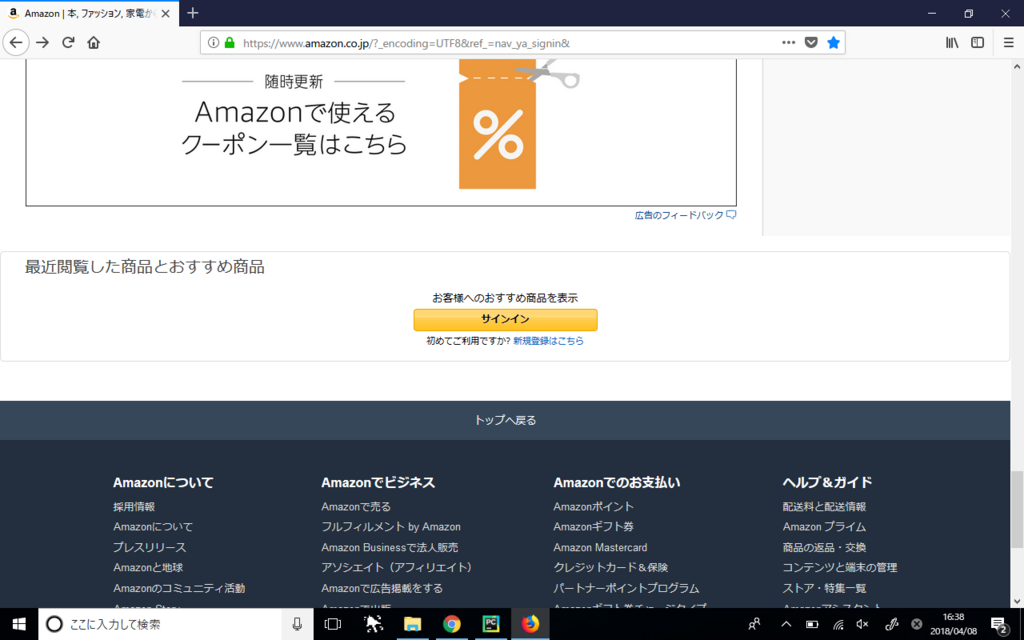 Amazon | 本, ファッション, 家電から
https://www.amazon.co.jp/?_encoding=UTF8&ref_=nav_ya_signin&
随時更新
Amazonで使える
クーポン一覧はこちら
%
広告のフィードバック
最近閲覧した商品とおすすめ商品
お客様へのおすすめ商品を表示
サインイン
初めてご利用ですか? 新規登録はこちら
トップへ戻る
Amazonについて
採用情報
Amazonについて
プレスリリース
Amazonと地球
Amazonのコミュニティ活動
Amazonでビジネス
Amazonで売る
フルフィルメント by Amazon
Amazon Businessで法人販売
アソシエイト（アフィリエイト）
Amazonで広告掲載をする
Amazonでのお支払い
Amazonポイント
Amazonギフト券
Amazon Mastercard
クレジットカード＆保険
パートナーポイントプログラム
ヘルプ＆ガイド
配送料と配送情報
Amazon プライム
商品の返品・交換
コンテンツと端末の管理
ストア・特集一覧
ここに入力して検索
PC
16:38
2018/04/08
2